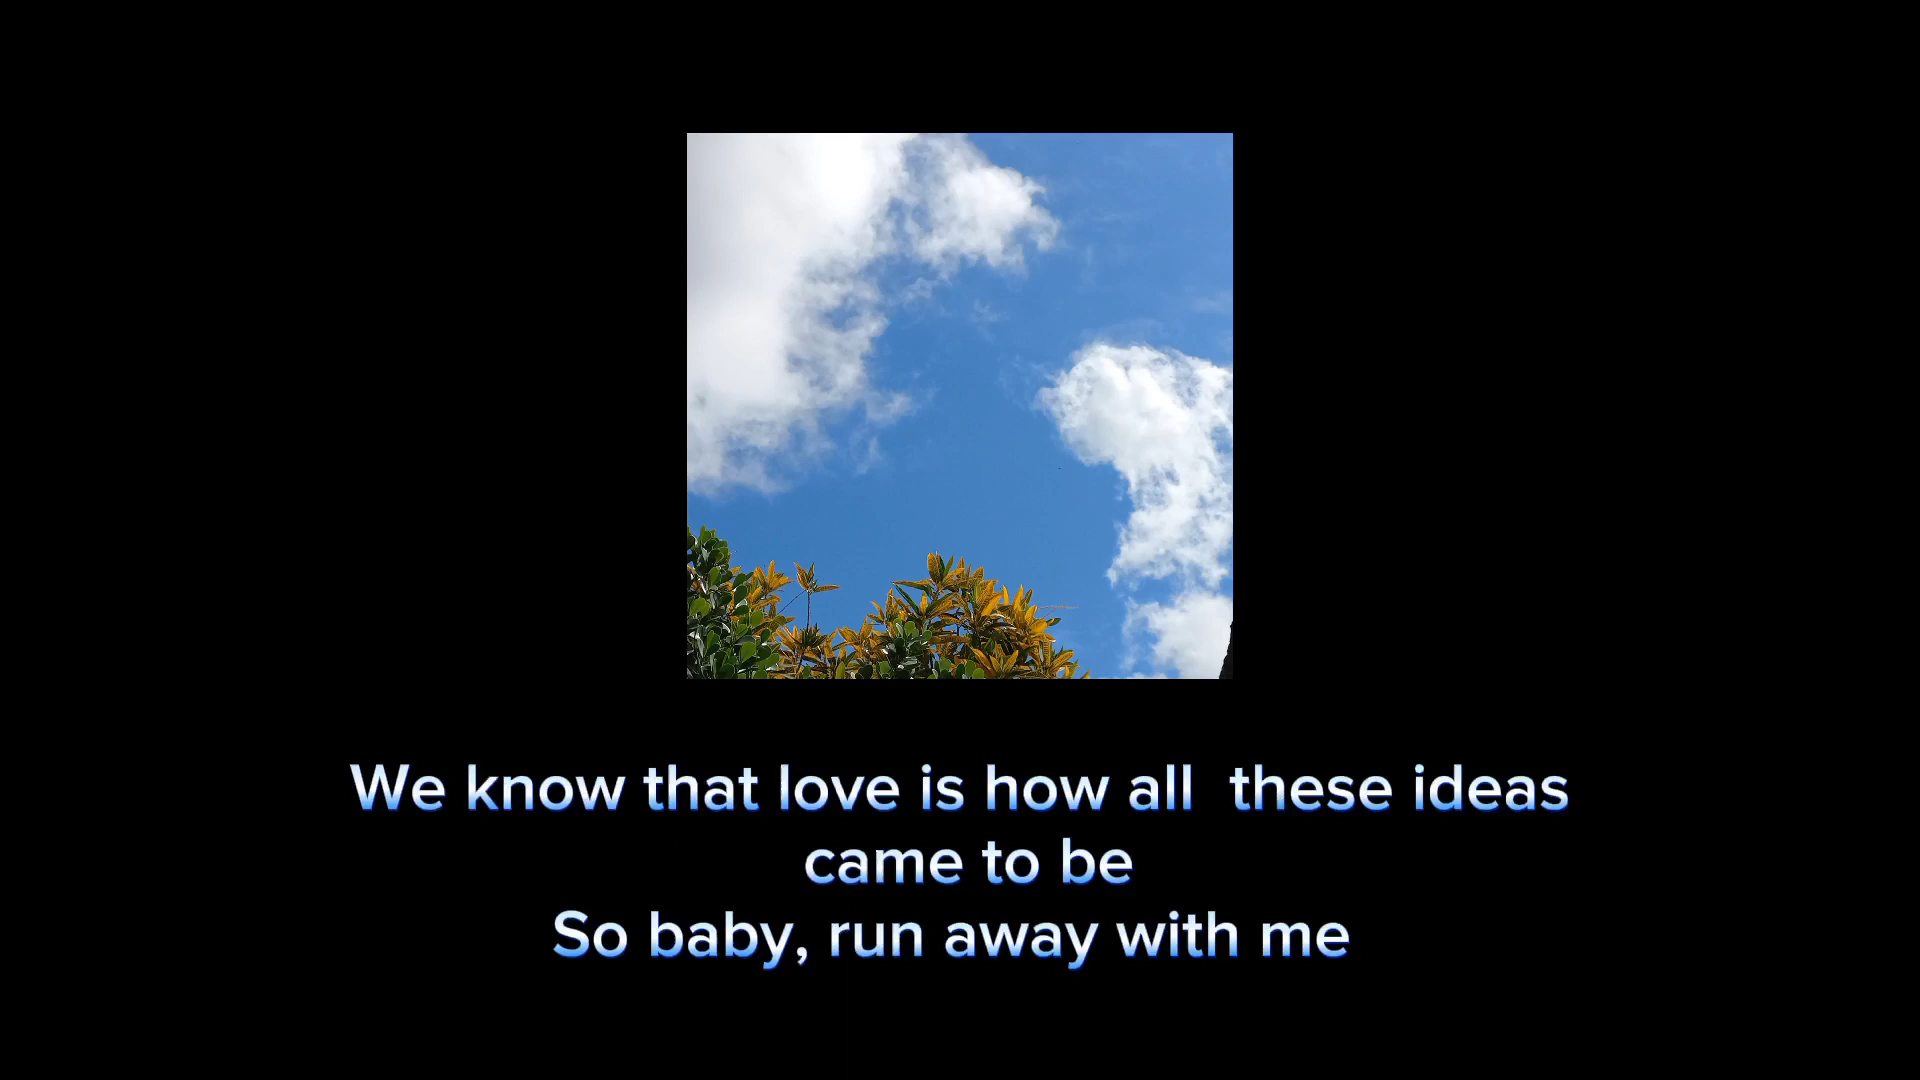 We know that love is how all  these ideas
came to be
So baby, run away with me